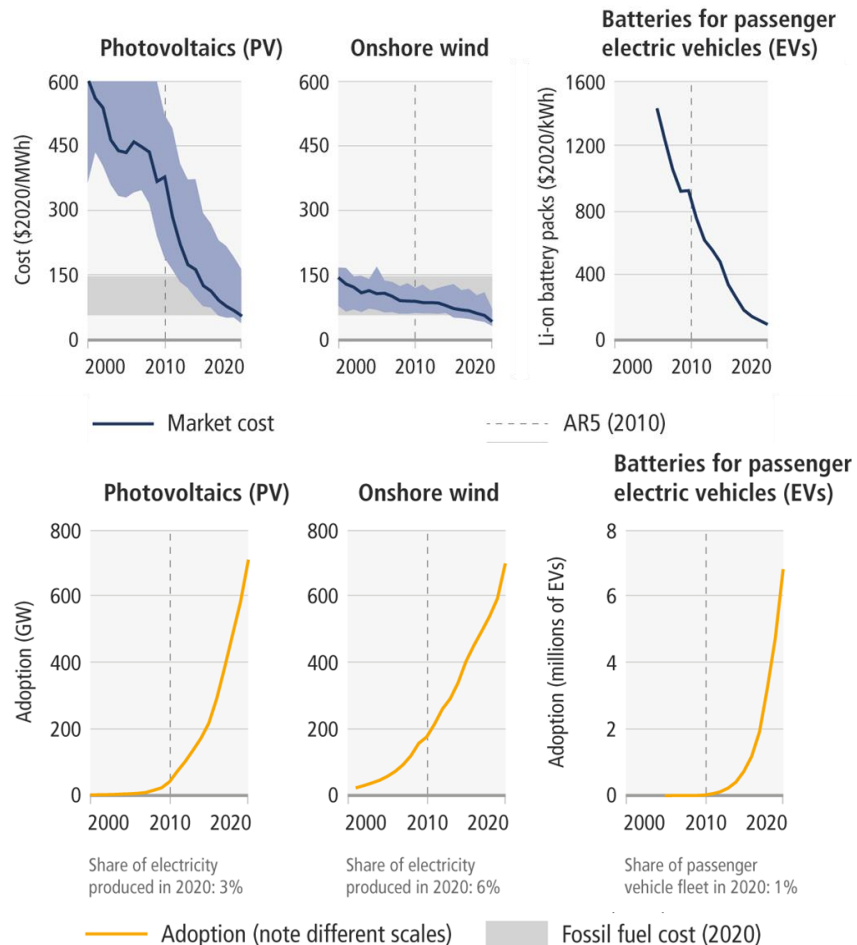 Photovoltaics (PV)
Onshore wind
Batteries for passenger
electric vehicles (EVs)
Cost ($2020/MWh)
600
450
300
150
0
2000 2010 2020
600
450
300
150
0
2000 2010 2020
Li-on battery packs ($2020/kWh)
1600
1200
800
400
0
2000 2010 2020
Market cost
AR5 (2010)
Photovoltaics (PV)
Onshore wind
Batteries for passenger
electric vehicles (EVs)
Adoption (GW)
800
600
400
200
0
2000 2010 2020
Share of electricity
produced in 2020: 3%
800
600
400
200
0
2000 2010 2020
Share of electricity
produced in 2020: 6%
Adoption (millions of EVs)
8
6
4
2
0
2000 2010 2020
Share of passenger
vehicle fleet in 2020: 1%
Adoption (note different scales)
Fossil fuel cost (2020)